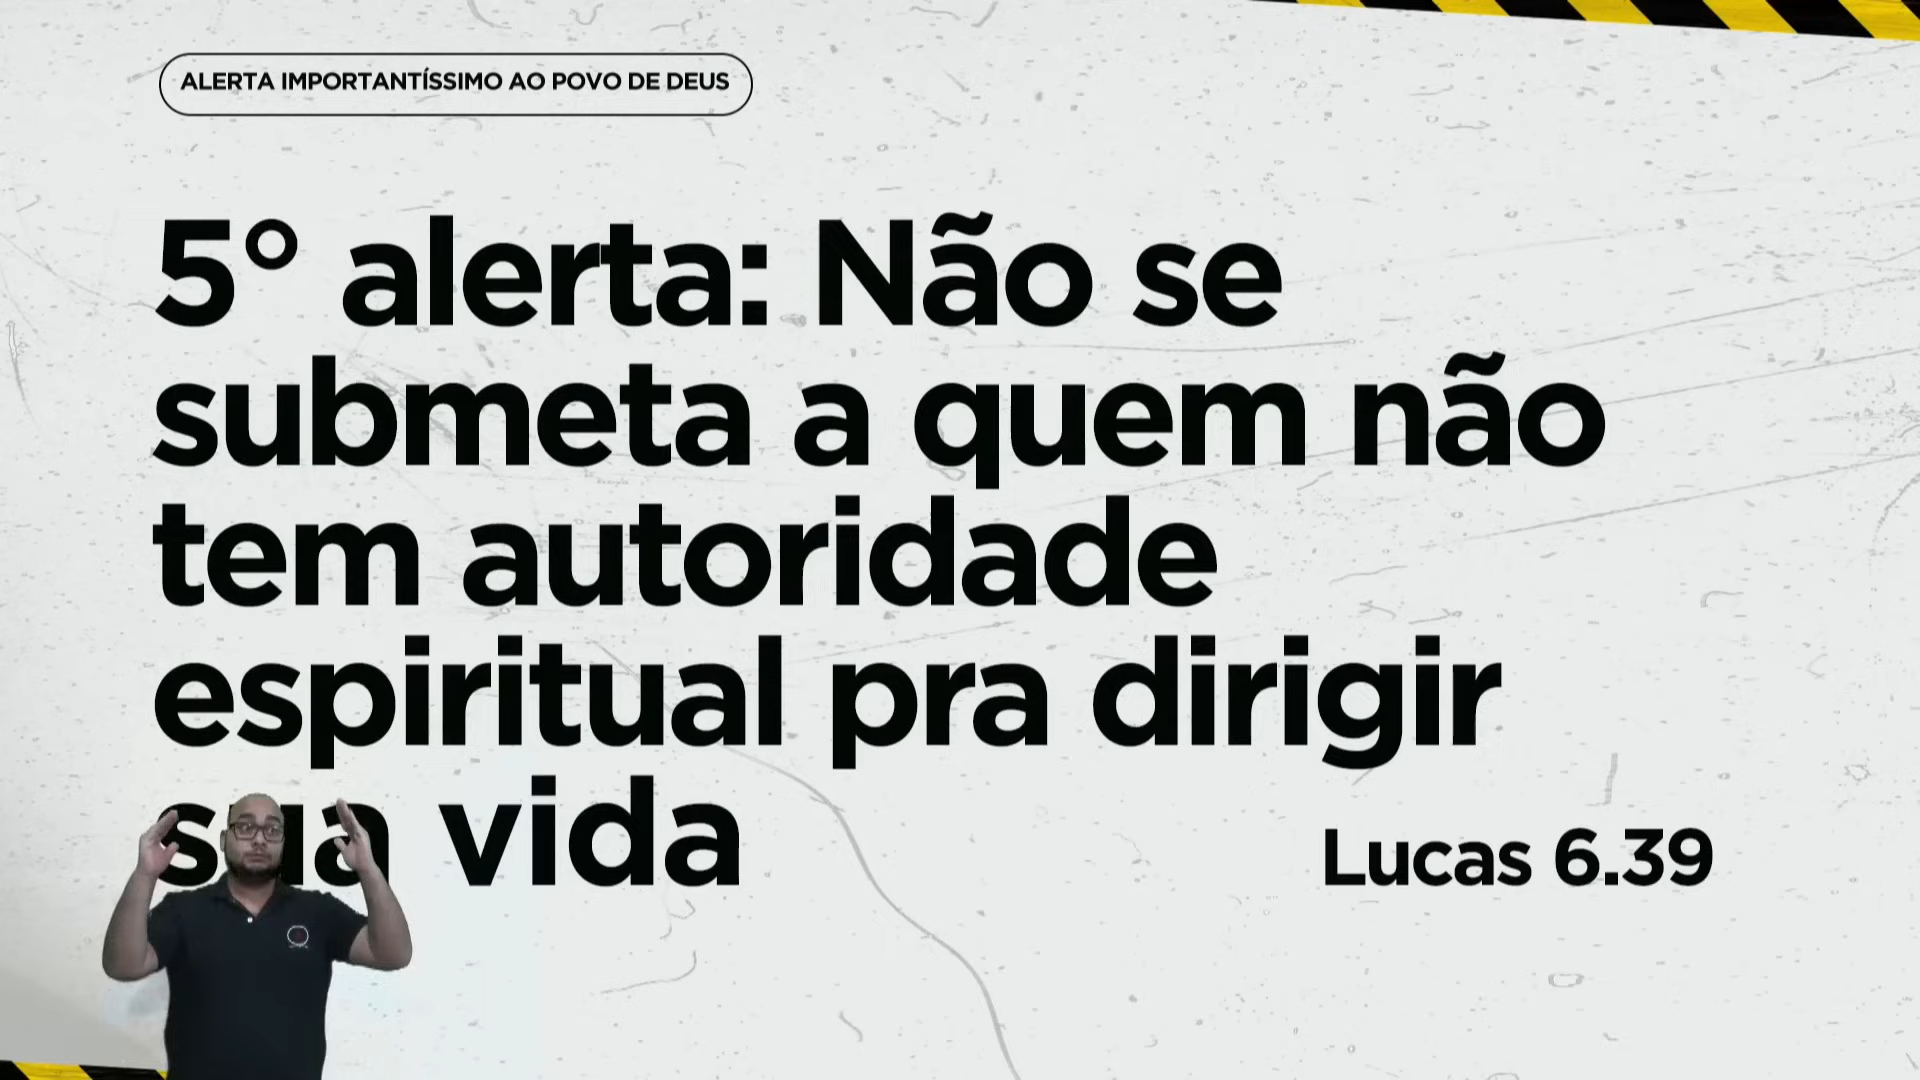 ALERTA IMPORTANTÍSSIMO AO POVO DE DEUS
5° alerta: Não se
submeta a quem não
tem autoridade
espiritual pra dirigir
sua vida
Lucas 6.39